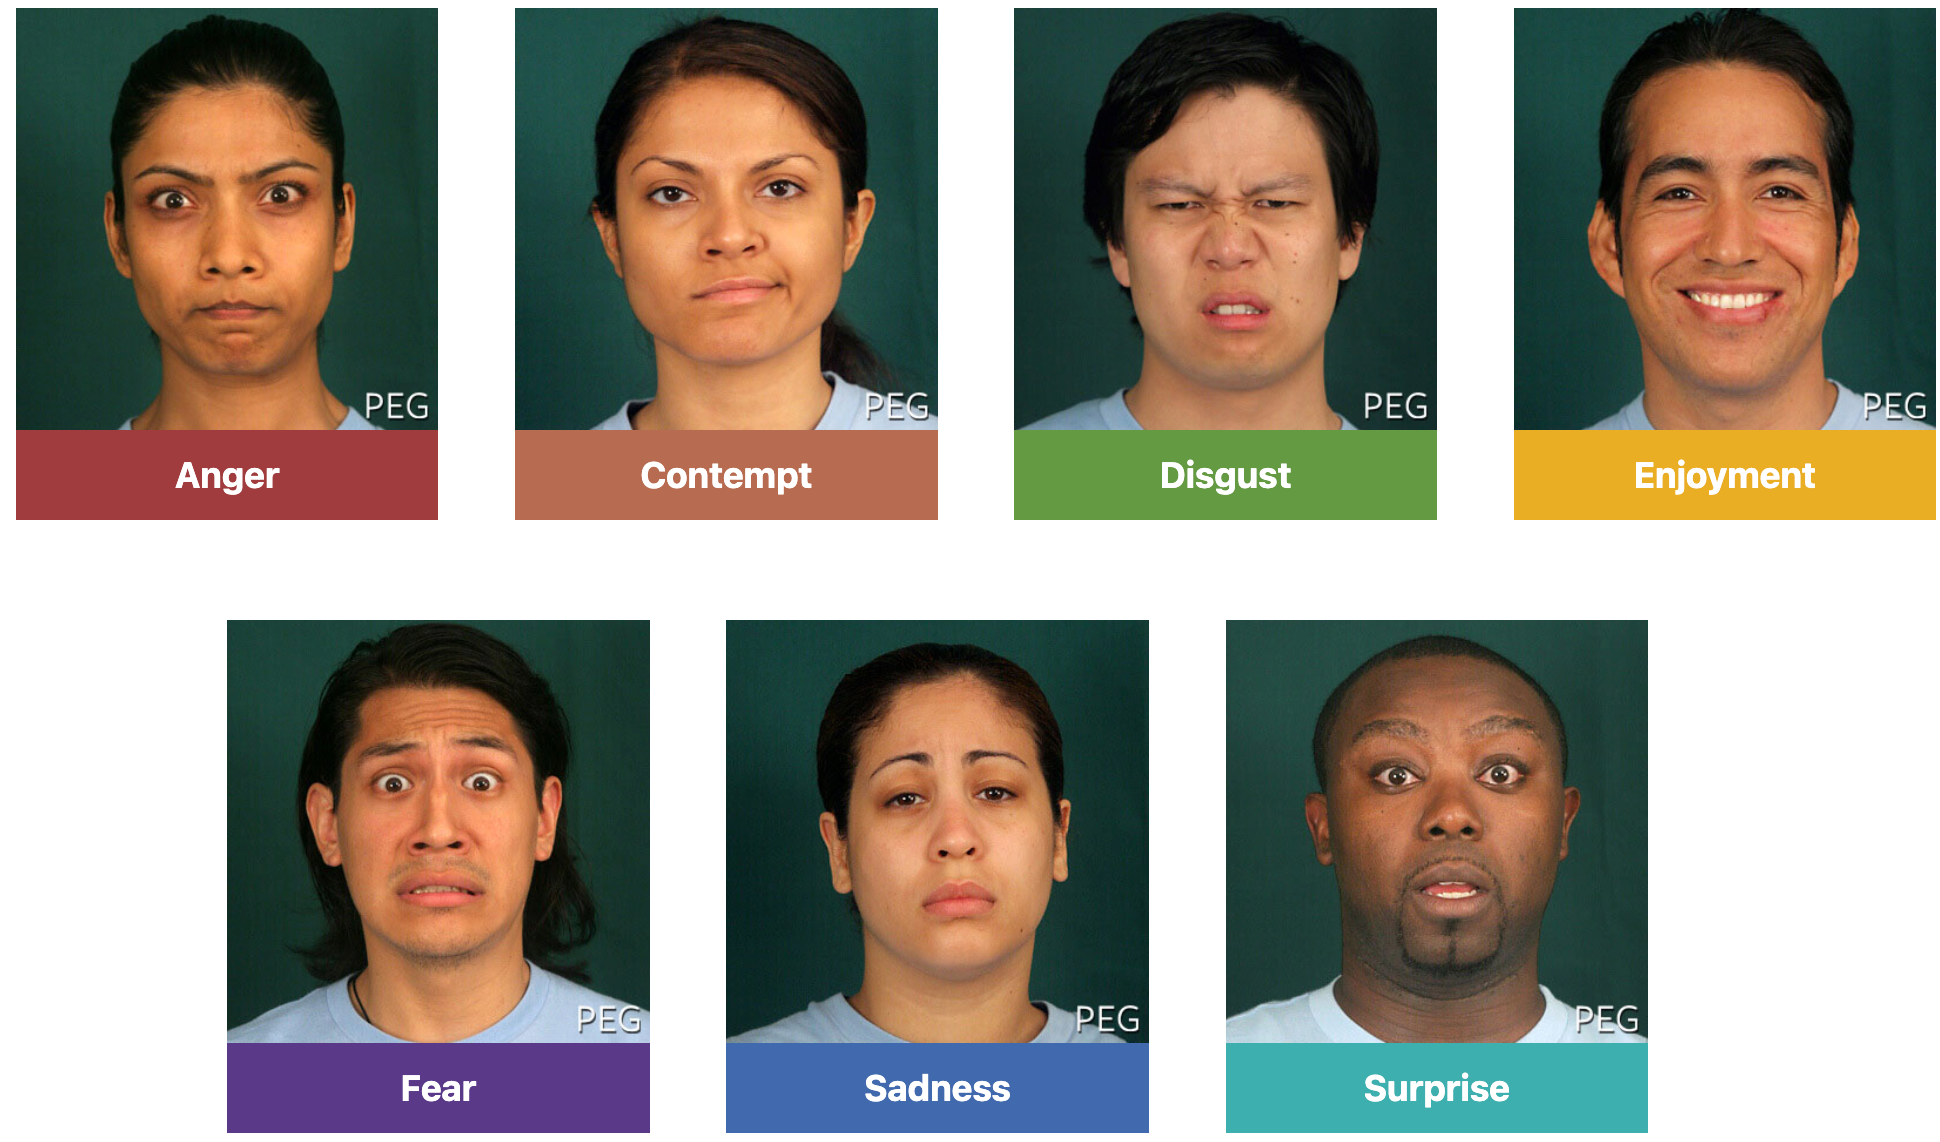 PEG
PEG
PEG
PEG
Anger
Contempt
Disgust
Enjoyment
PEG
PEG
PEG
Fear
Sadness
Surprise